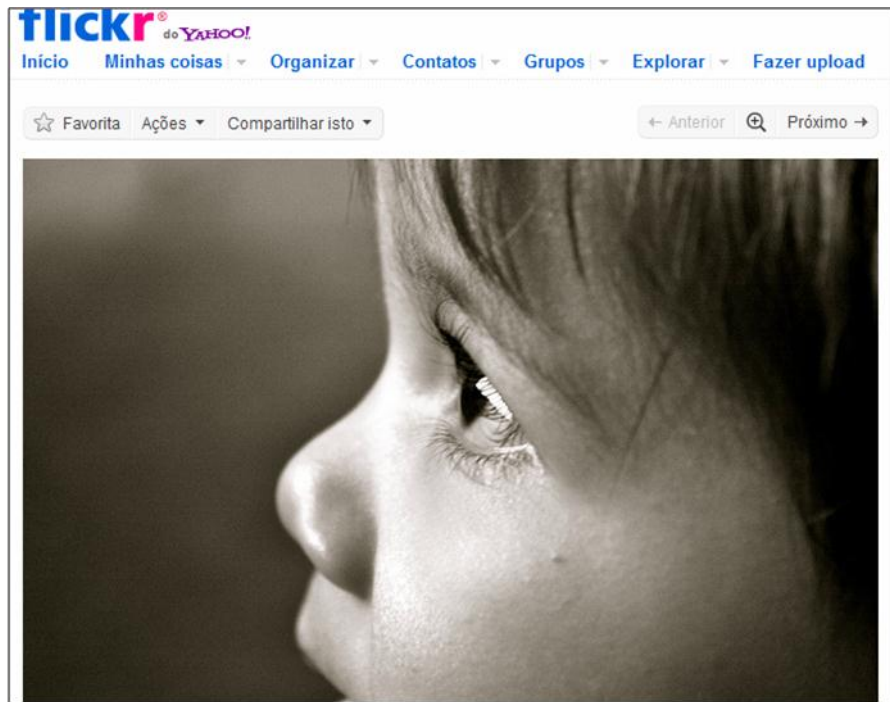 flickr® do YAHOO!
Início Minhas coisas Organizar Contatos Grupos Explorar Fazer upload
Favorita Ações Compartilhar isto ← Anterior Próximo →